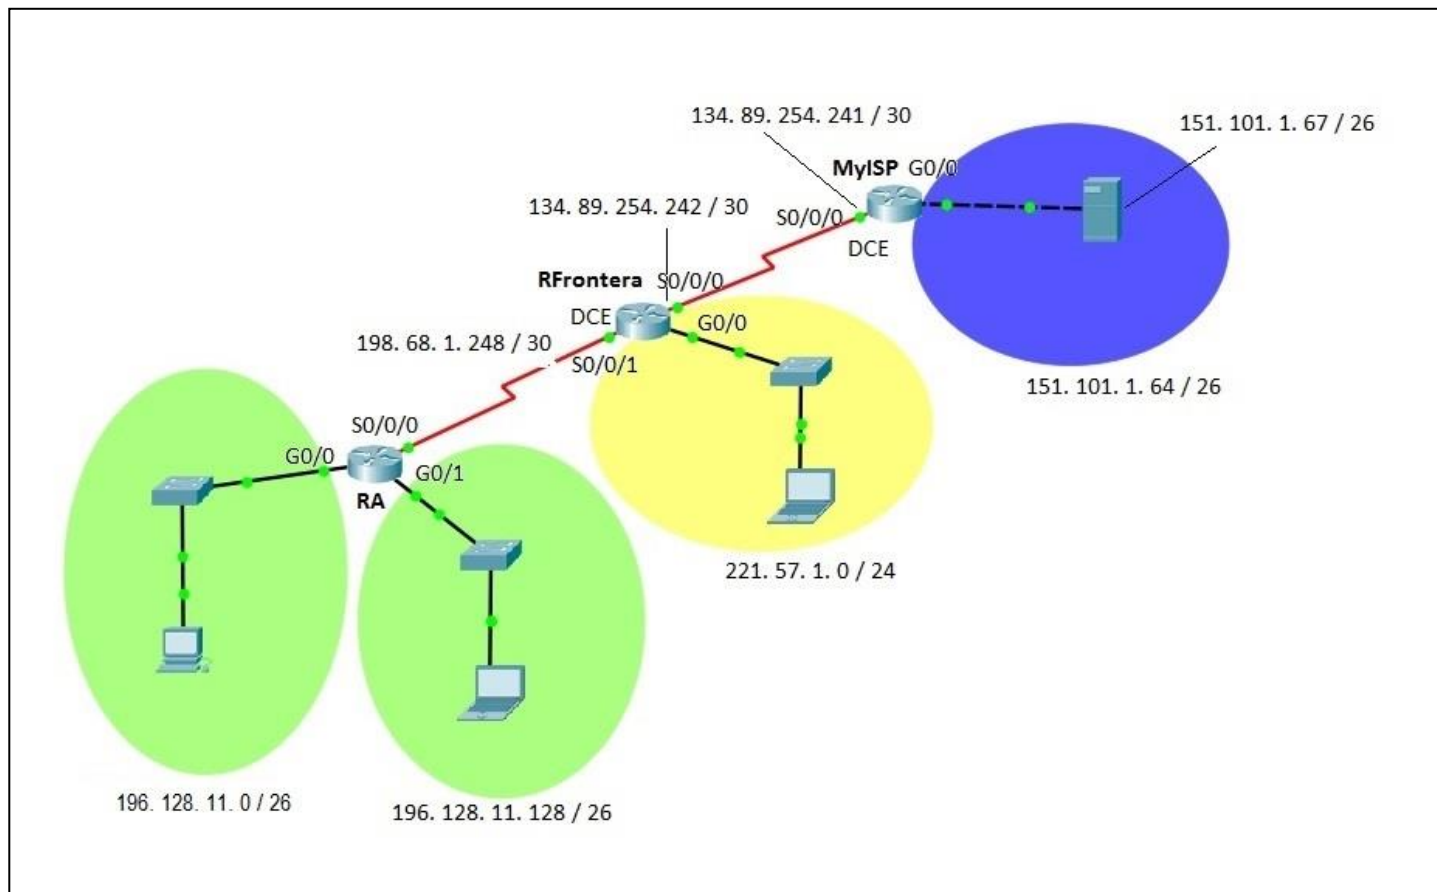 134. 89. 254. 241 / 30
151. 101. 1. 67 / 26
MyISP G0/0
134. 89. 254. 242 / 30
S0/0/0
DCE
RFrontera S0/0/0
DCE
G0/0
198. 68. 1. 248 / 30
S0/0/1
151. 101. 1. 64 / 26
S0/0/0
G0/0
G0/1
RA
221. 57. 1. 0 / 24
196. 128. 11. 0 / 26
196. 128. 11. 128 / 26